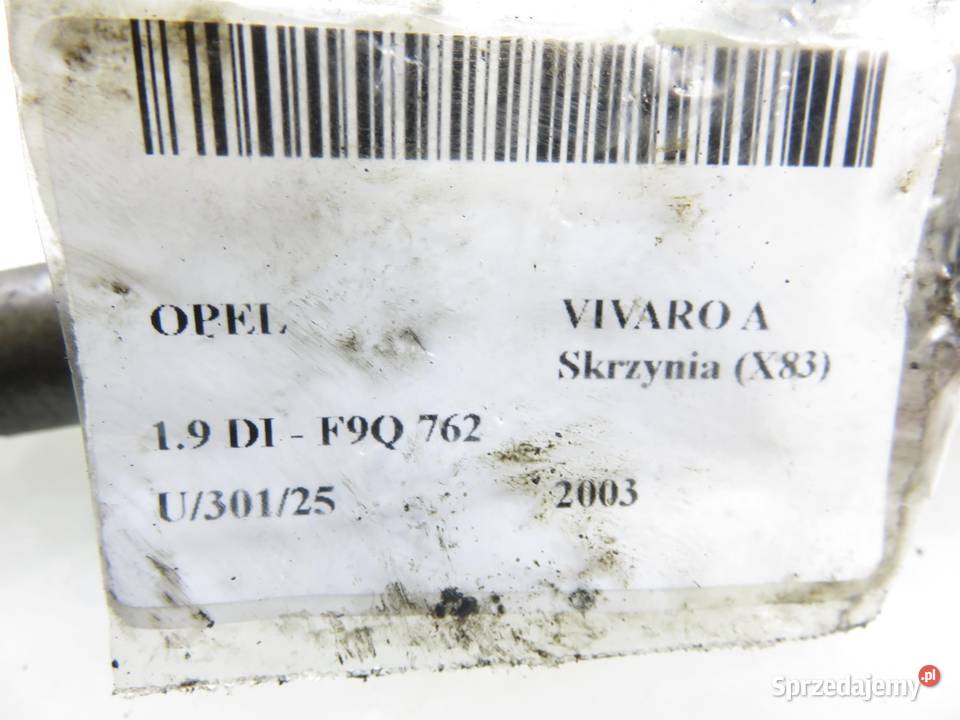 OPEL VIVARO A
Skrzynia (X83)
1.9 DI - F9Q 762
U/301/25 2003
Sprzedajemy.pl